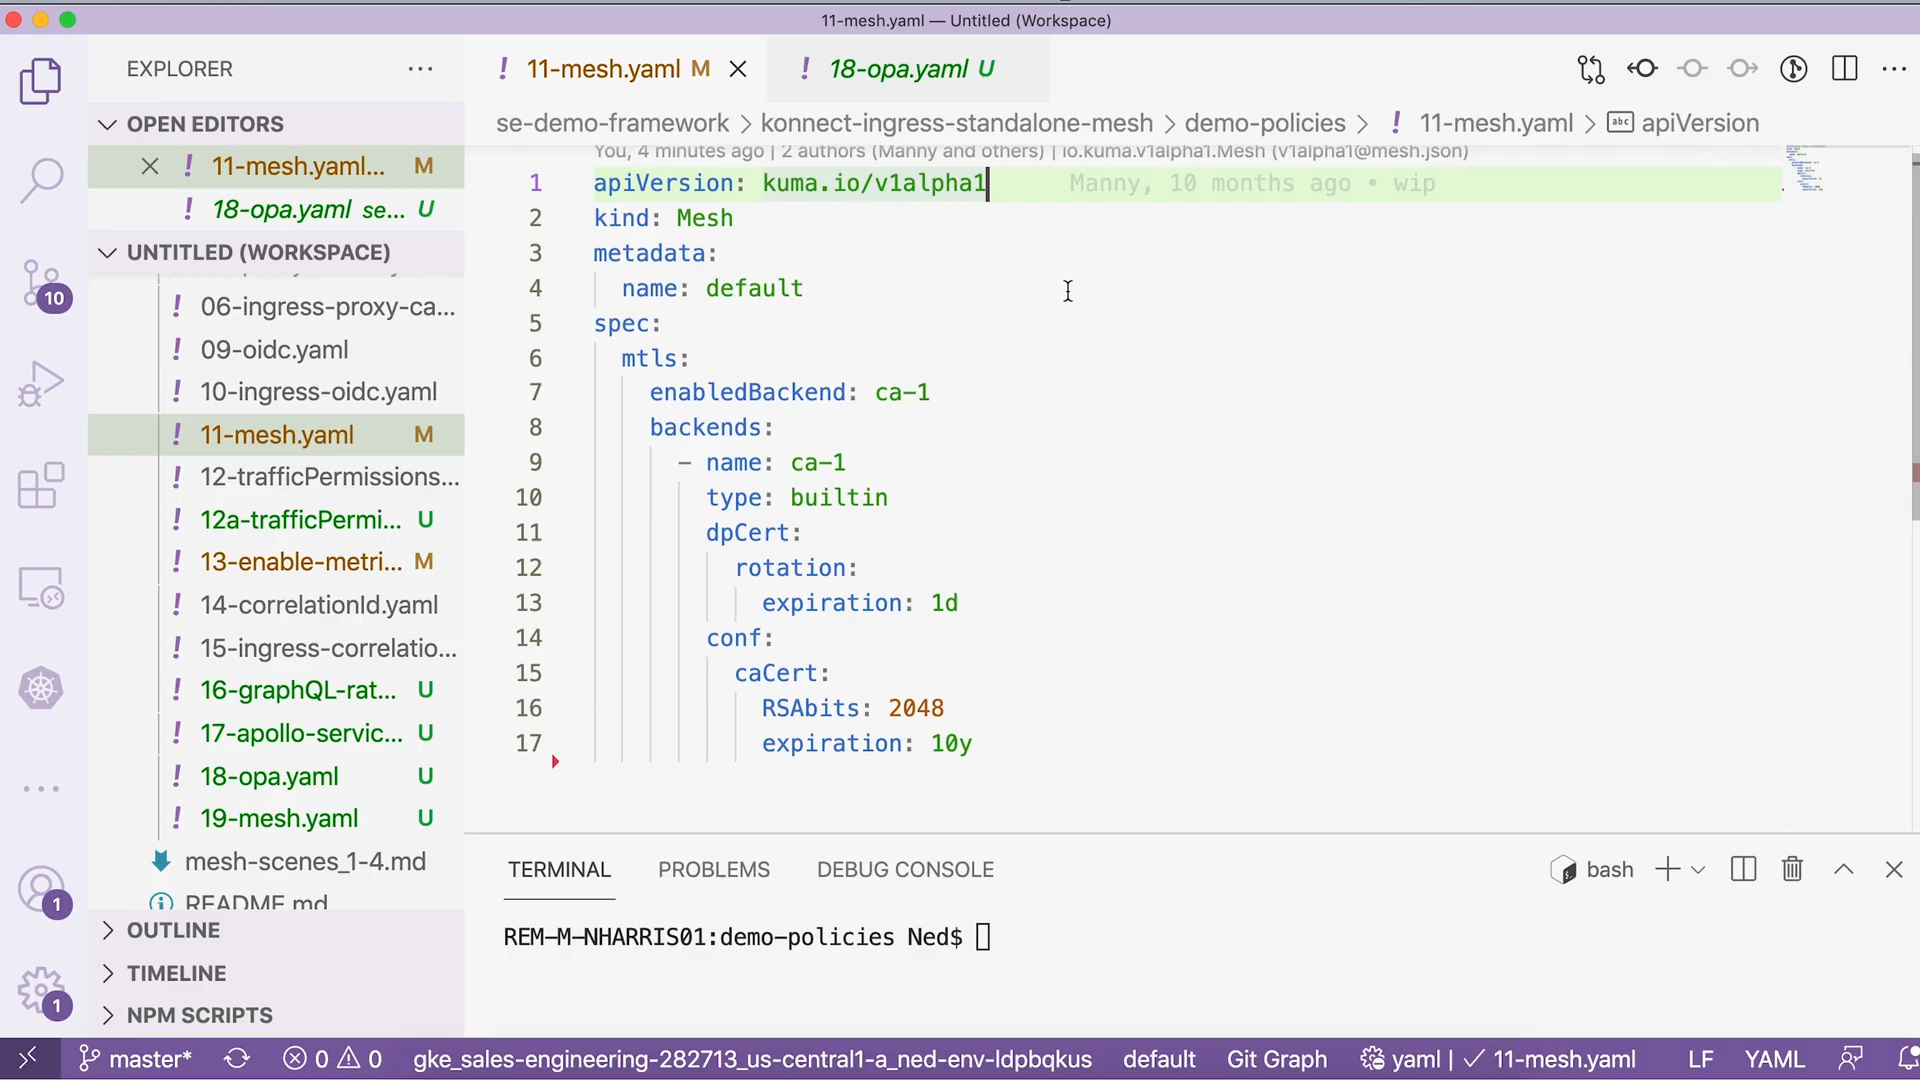 11-mesh.yaml — Untitled (Workspace)
EXPLORER
11-mesh.yaml M
18-opa.yaml U
OPEN EDITORS
se-demo-framework > konnect-ingress-standalone-mesh > demo-policies > ! 11-mesh.yaml > abc apiVersion
! 11-mesh.yaml... M
! 18-opa.yaml se... U
UNTITLED (WORKSPACE)
! 06-ingress-proxy-ca...
! 09-oidc.yaml
! 10-ingress-oidc.yaml
! 11-mesh.yaml M
! 12-trafficPermissions...
! 12a-trafficPermi... U
! 13-enable-metri... M
! 14-correlationId.yaml
! 15-ingress-correlatio...
! 16-graphQL-rat... U
! 17-apollo-servic... U
! 18-opa.yaml U
! 19-mesh.yaml U
mesh-scenes_1-4.md
README.md
OUTLINE
TIMELINE
NPM SCRIPTS
10
1
1
You, 4 minutes ago | 2 authors (Manny and others) | io.kuma.v1alpha1.Mesh (v1alpha1@mesh.json)
1 apiVersion: kuma.io/v1alpha1 Manny, 10 months ago • wip
2 kind: Mesh
3 metadata:
4 name: default
5 spec:
6 mtls:
7 enabledBackend: ca-1
8 backends:
9 - name: ca-1
10 type: builtin
11 dpCert:
12 rotation:
13 expiration: 1d
14 conf:
15 caCert:
16 RSAbits: 2048
17 expiration: 10y
TERMINAL PROBLEMS DEBUG CONSOLE
bash
REM-M-NHARRIS01:demo-policies Ned$
master* 0 0 gke_sales-engineering-282713_us-central1-a_ned-env-ldpbqkus default Git Graph yaml | ✓ 11-mesh.yaml LF YAML